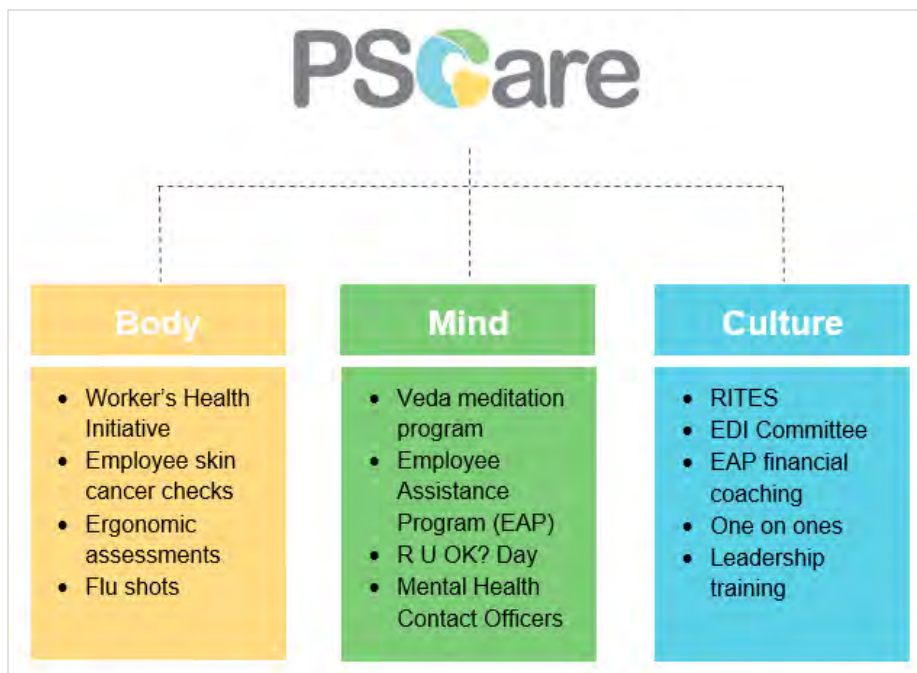 PSCare
Body
• Worker's Health
Initiative
• Employee skin
cancer checks
• Ergonomic
assessments
• Flu shots
Mind
• Veda meditation
program
• Employee
Assistance
Program (EAP)
• R U OK? Day
• Mental Health
Contact Officers
Culture
• RITES
• EDI Committee
• EAP financial
coaching
• One on ones
• Leadership
training